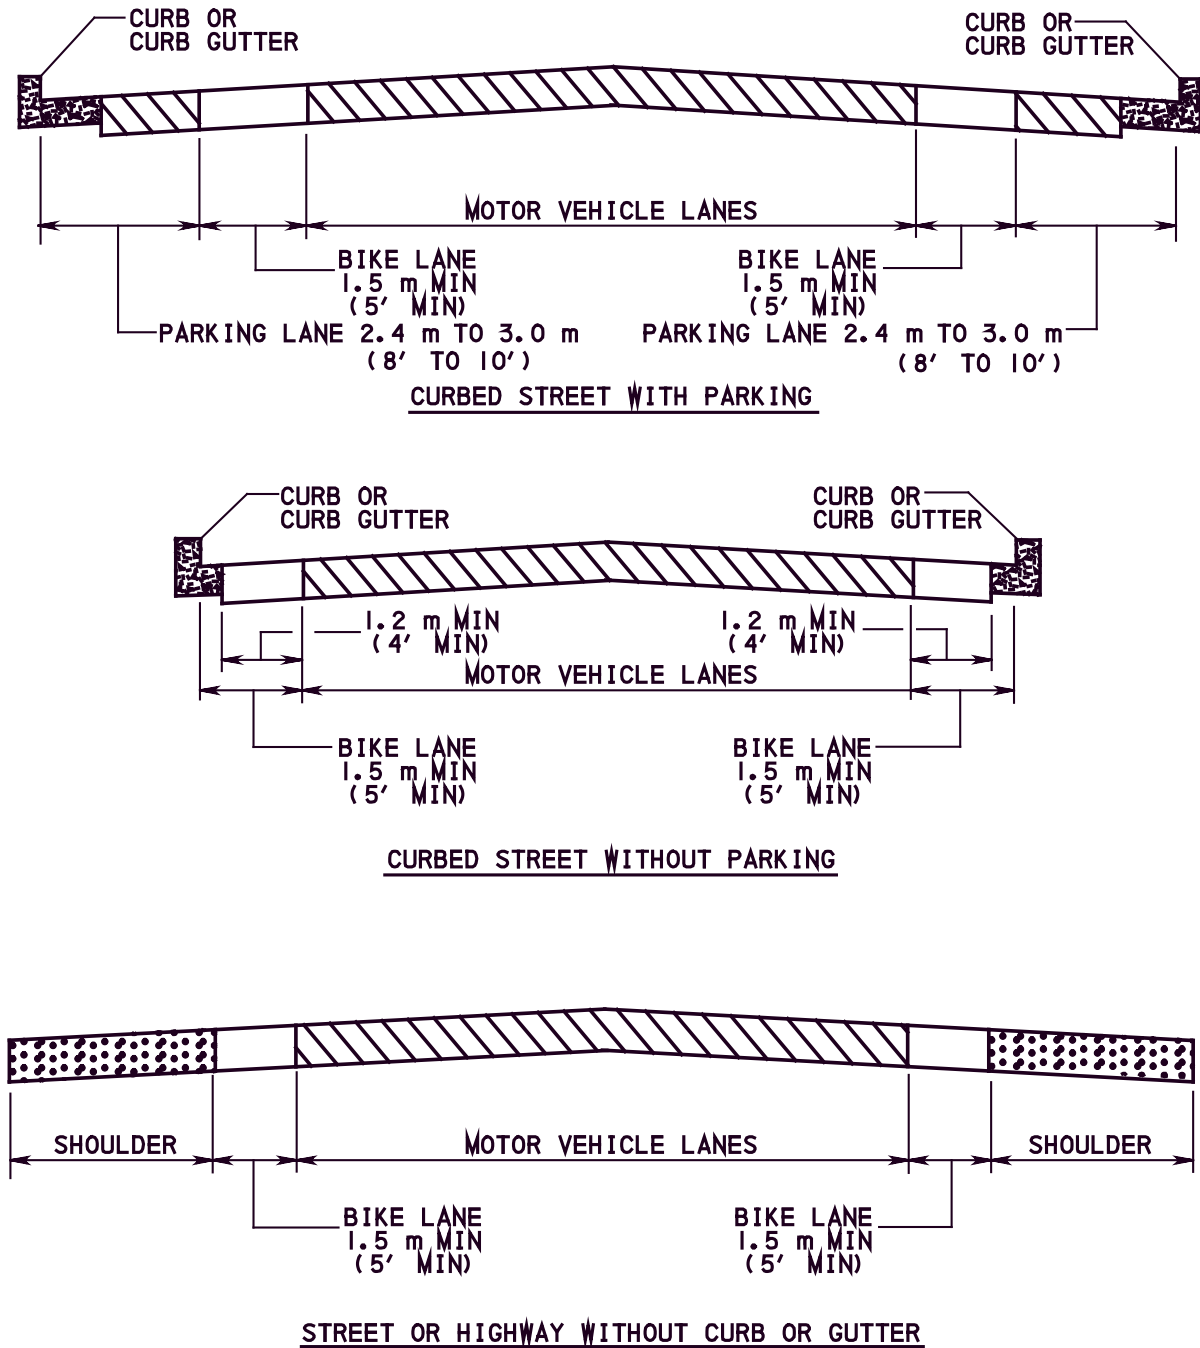 CURB OR
CURB GUTTER
CURB OR
CURB GUTTER
MOTOR VEHICLE LANES
BIKE LANE
1.5 m MIN
(5' MIN)
BIKE LANE
1.5 m MIN
(5' MIN)
PARKING LANE 2.4 m TO 3.0 m
(8' TO 10')
PARKING LANE 2.4 m TO 3.0 m
(8' TO 10')
CURBED STREET WITH PARKING
CURB OR
CURB GUTTER
CURB OR
CURB GUTTER
1.2 m MIN
(4' MIN)
1.2 m MIN
(4' MIN)
MOTOR VEHICLE LANES
BIKE LANE
1.5 m MIN
(5' MIN)
BIKE LANE
1.5 m MIN
(5' MIN)
CURBED STREET WITHOUT PARKING
SHOULDER
MOTOR VEHICLE LANES
SHOULDER
BIKE LANE
1.5 m MIN
(5' MIN)
BIKE LANE
1.5 m MIN
(5' MIN)
STREET OR HIGHWAY WITHOUT CURB OR GUTTER